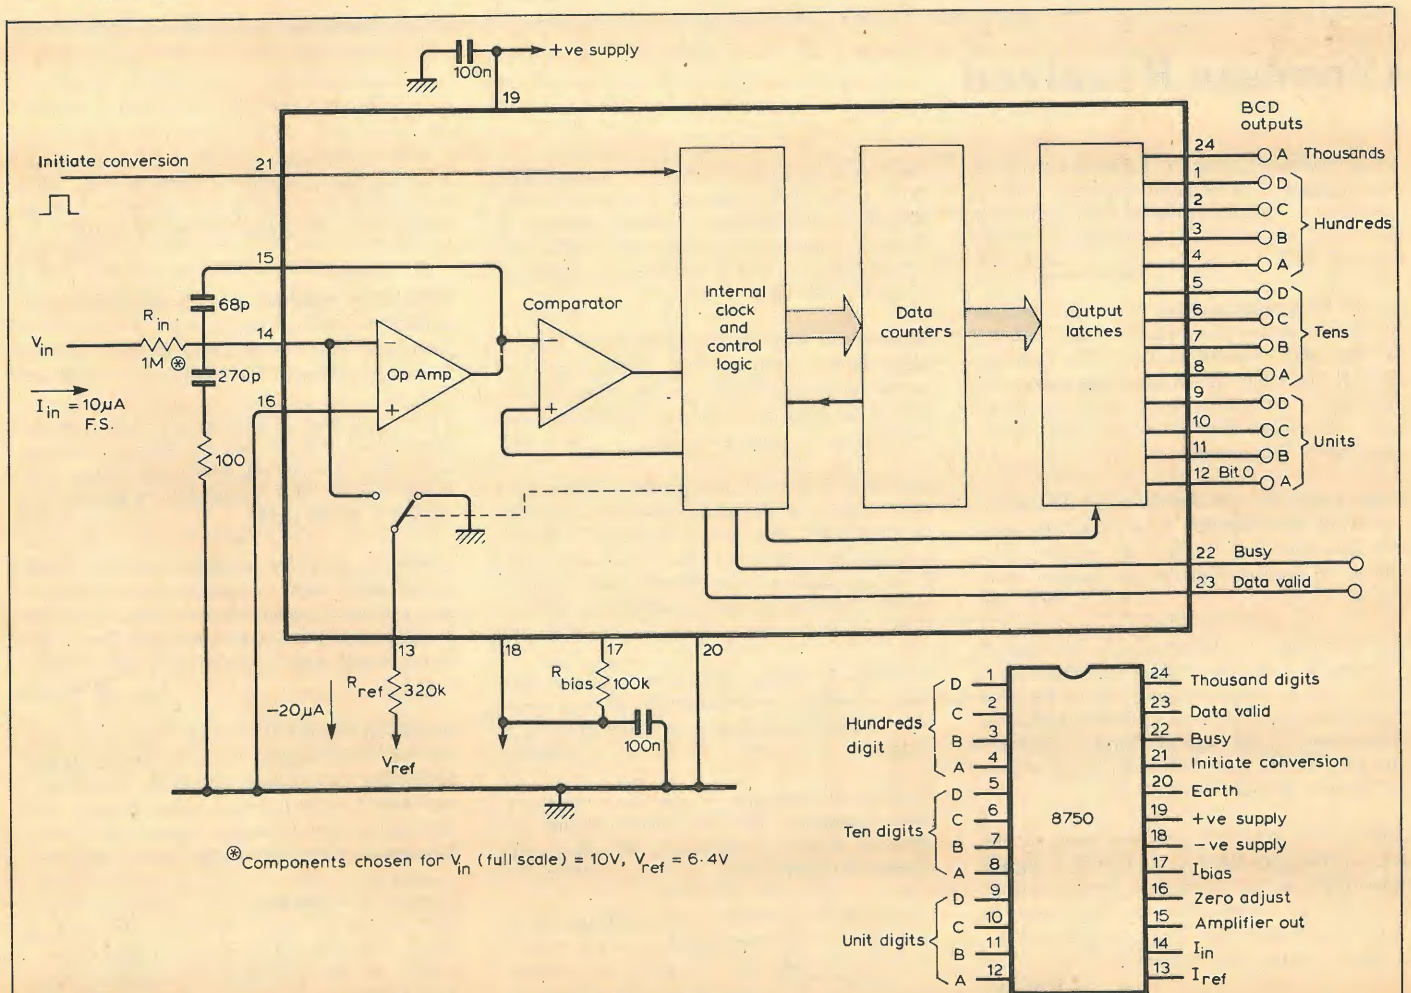 +ve supply
100n
19
BCD
outputs
Initiate conversion
21
24
A Thousands
1
D
2
C
3
B
4
A
Hundreds
5
D
6
C
7
B
8
A
Tens
9
D
10
C
11
B
12 Bit 0
A
Units
15
68p
Comparator
Internal
clock
and
control
logic
Data
counters
Output
latches
R in
V in
14
1M ⊛
270p
−
Op Amp
+
−
+
I in = 10µA
F.S.
16
100
22 Busy
23 Data valid
13
18
17
20
R ref
320k
-20µA
V ref
R bias
100k
100n
⊛Components chosen for V in (full scale) = 10V, V ref = 6·4V
Hundreds
digit
D 1
C 2
B 3
A 4
Ten digits
D 5
C 6
B 7
A 8
Unit digits
D 9
C 10
B 11
A 12
8750
24 Thousand digits
23 Data valid
22 Busy
21 Initiate conversion
20 Earth
19 +ve supply
18 −ve supply
17 I bias
16 Zero adjust
15 Amplifier out
14 I in
13 I ref